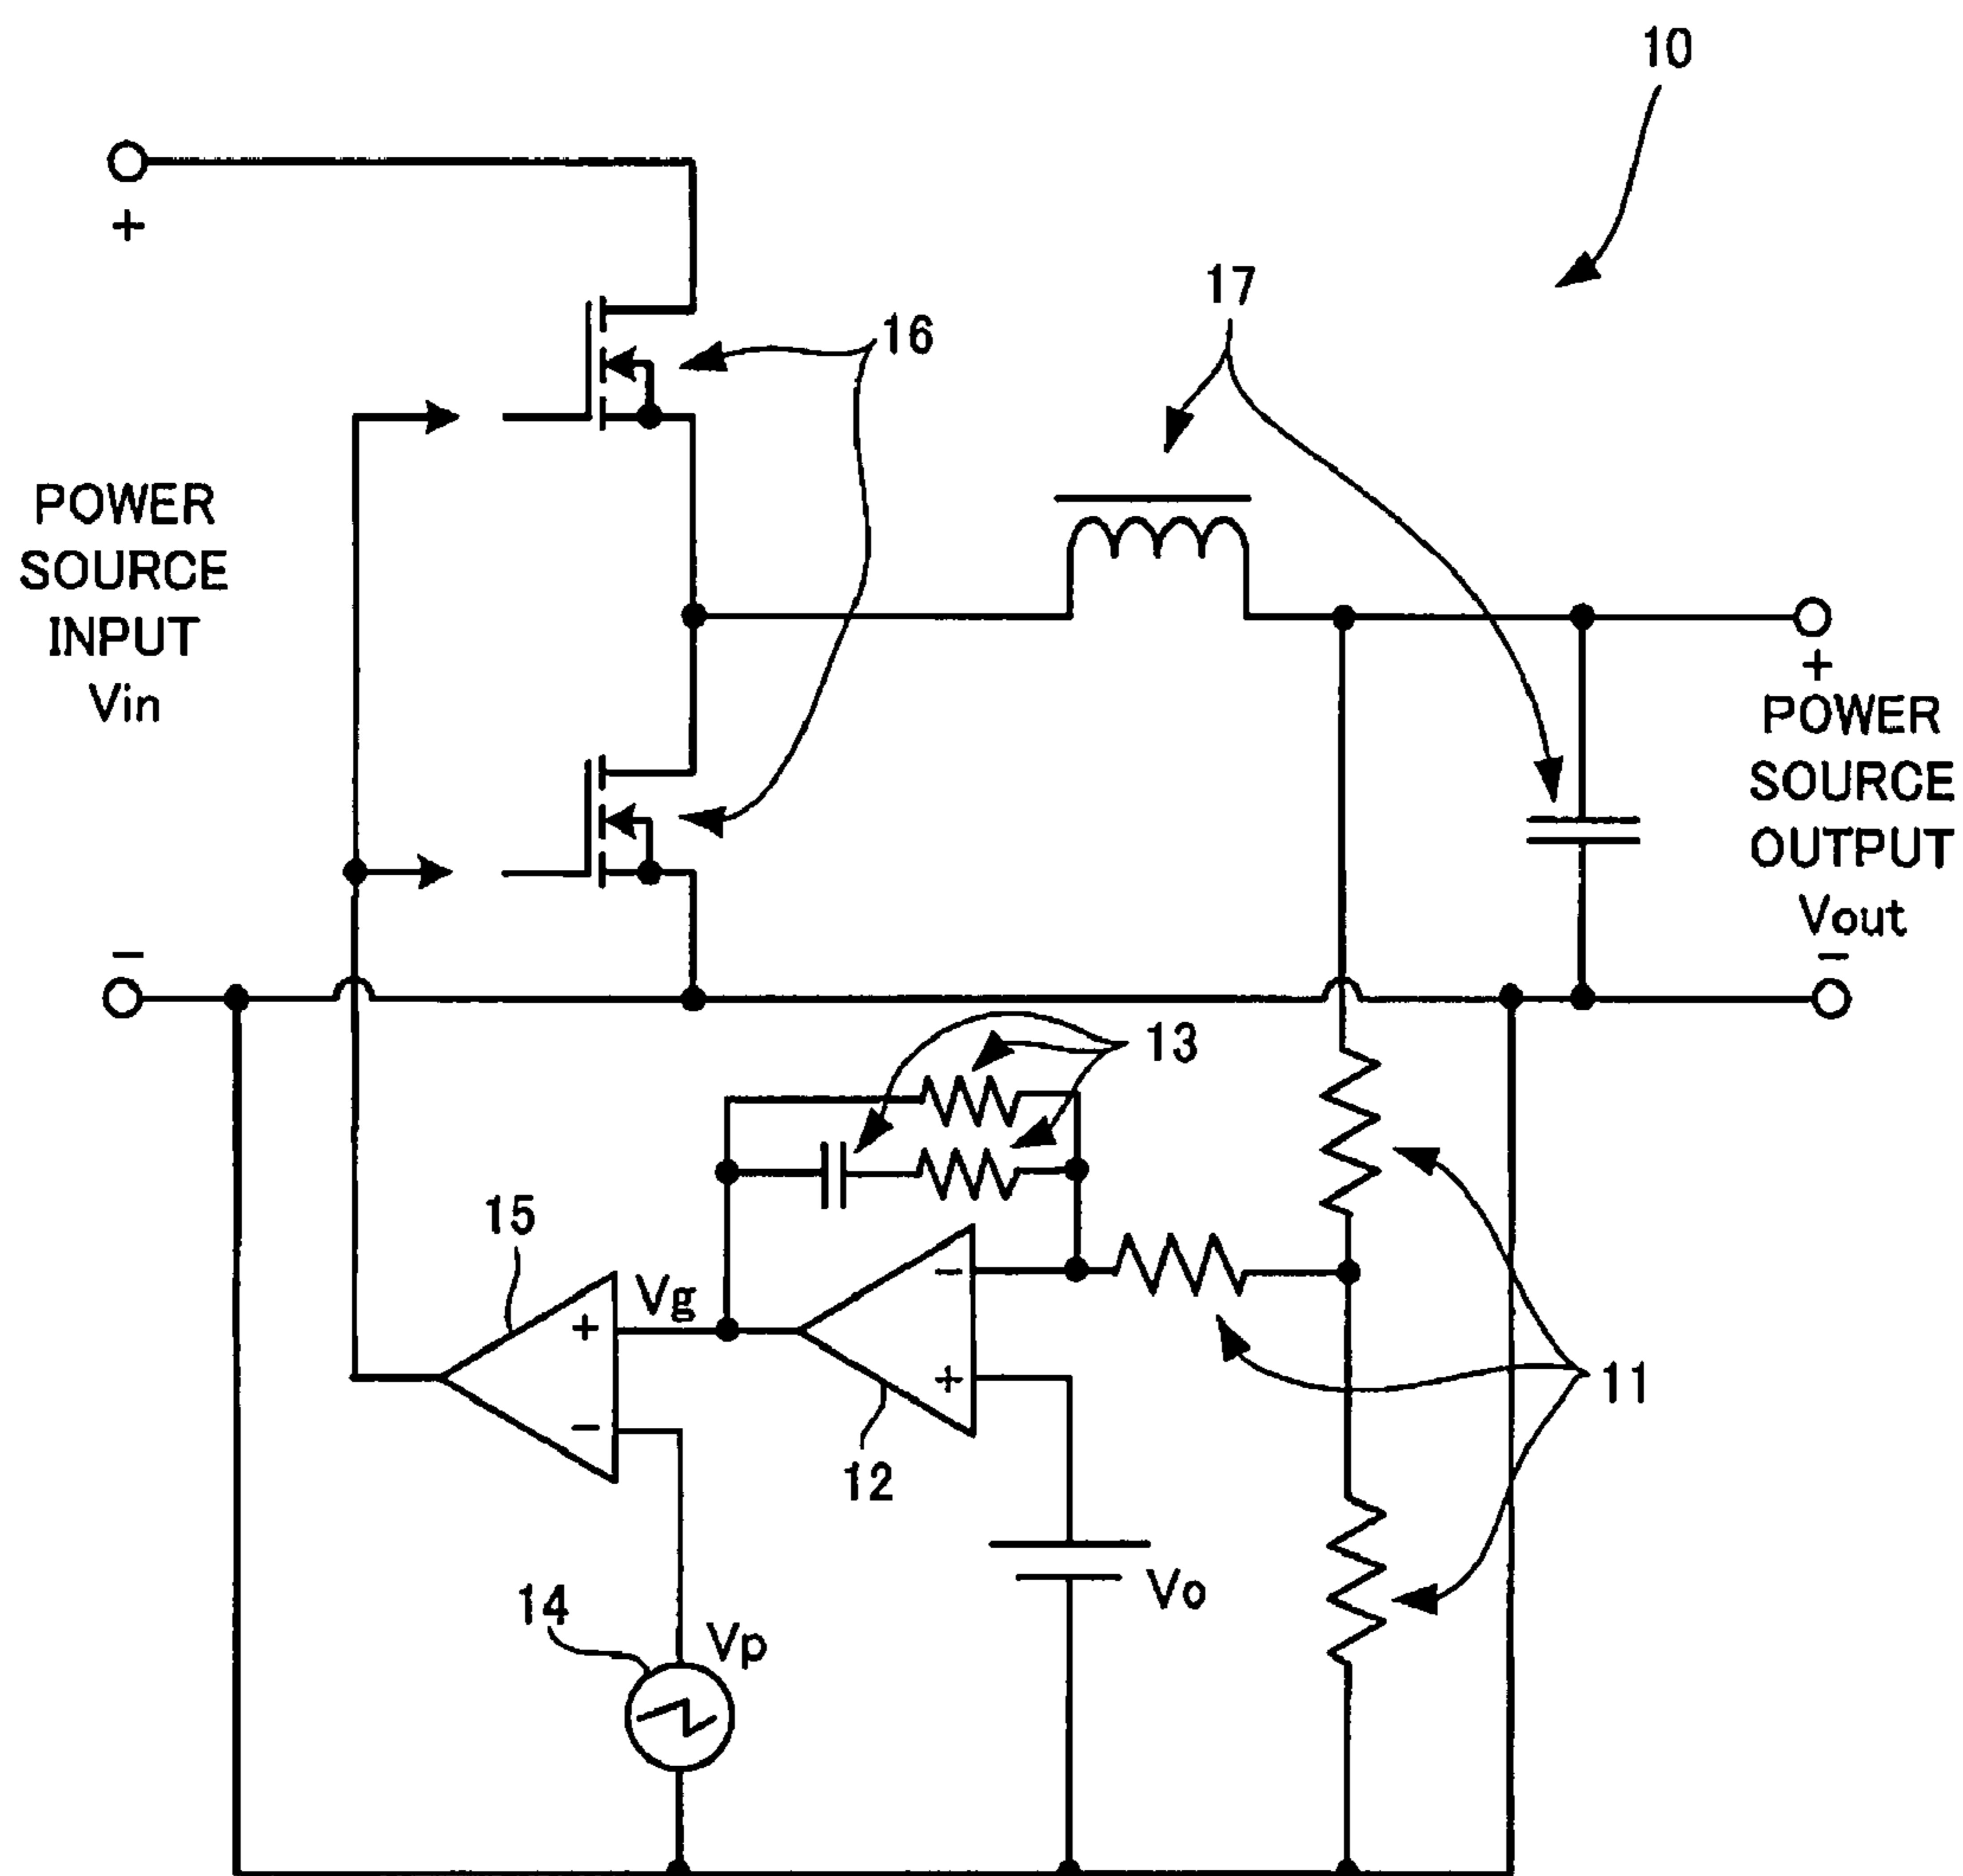 10
+
17
16
POWER
SOURCE
INPUT
Vin
+
POWER
SOURCE
OUTPUT
Vout
−
−
13
15
Vg
+
−
−
+
12
11
Vo
14
Vp